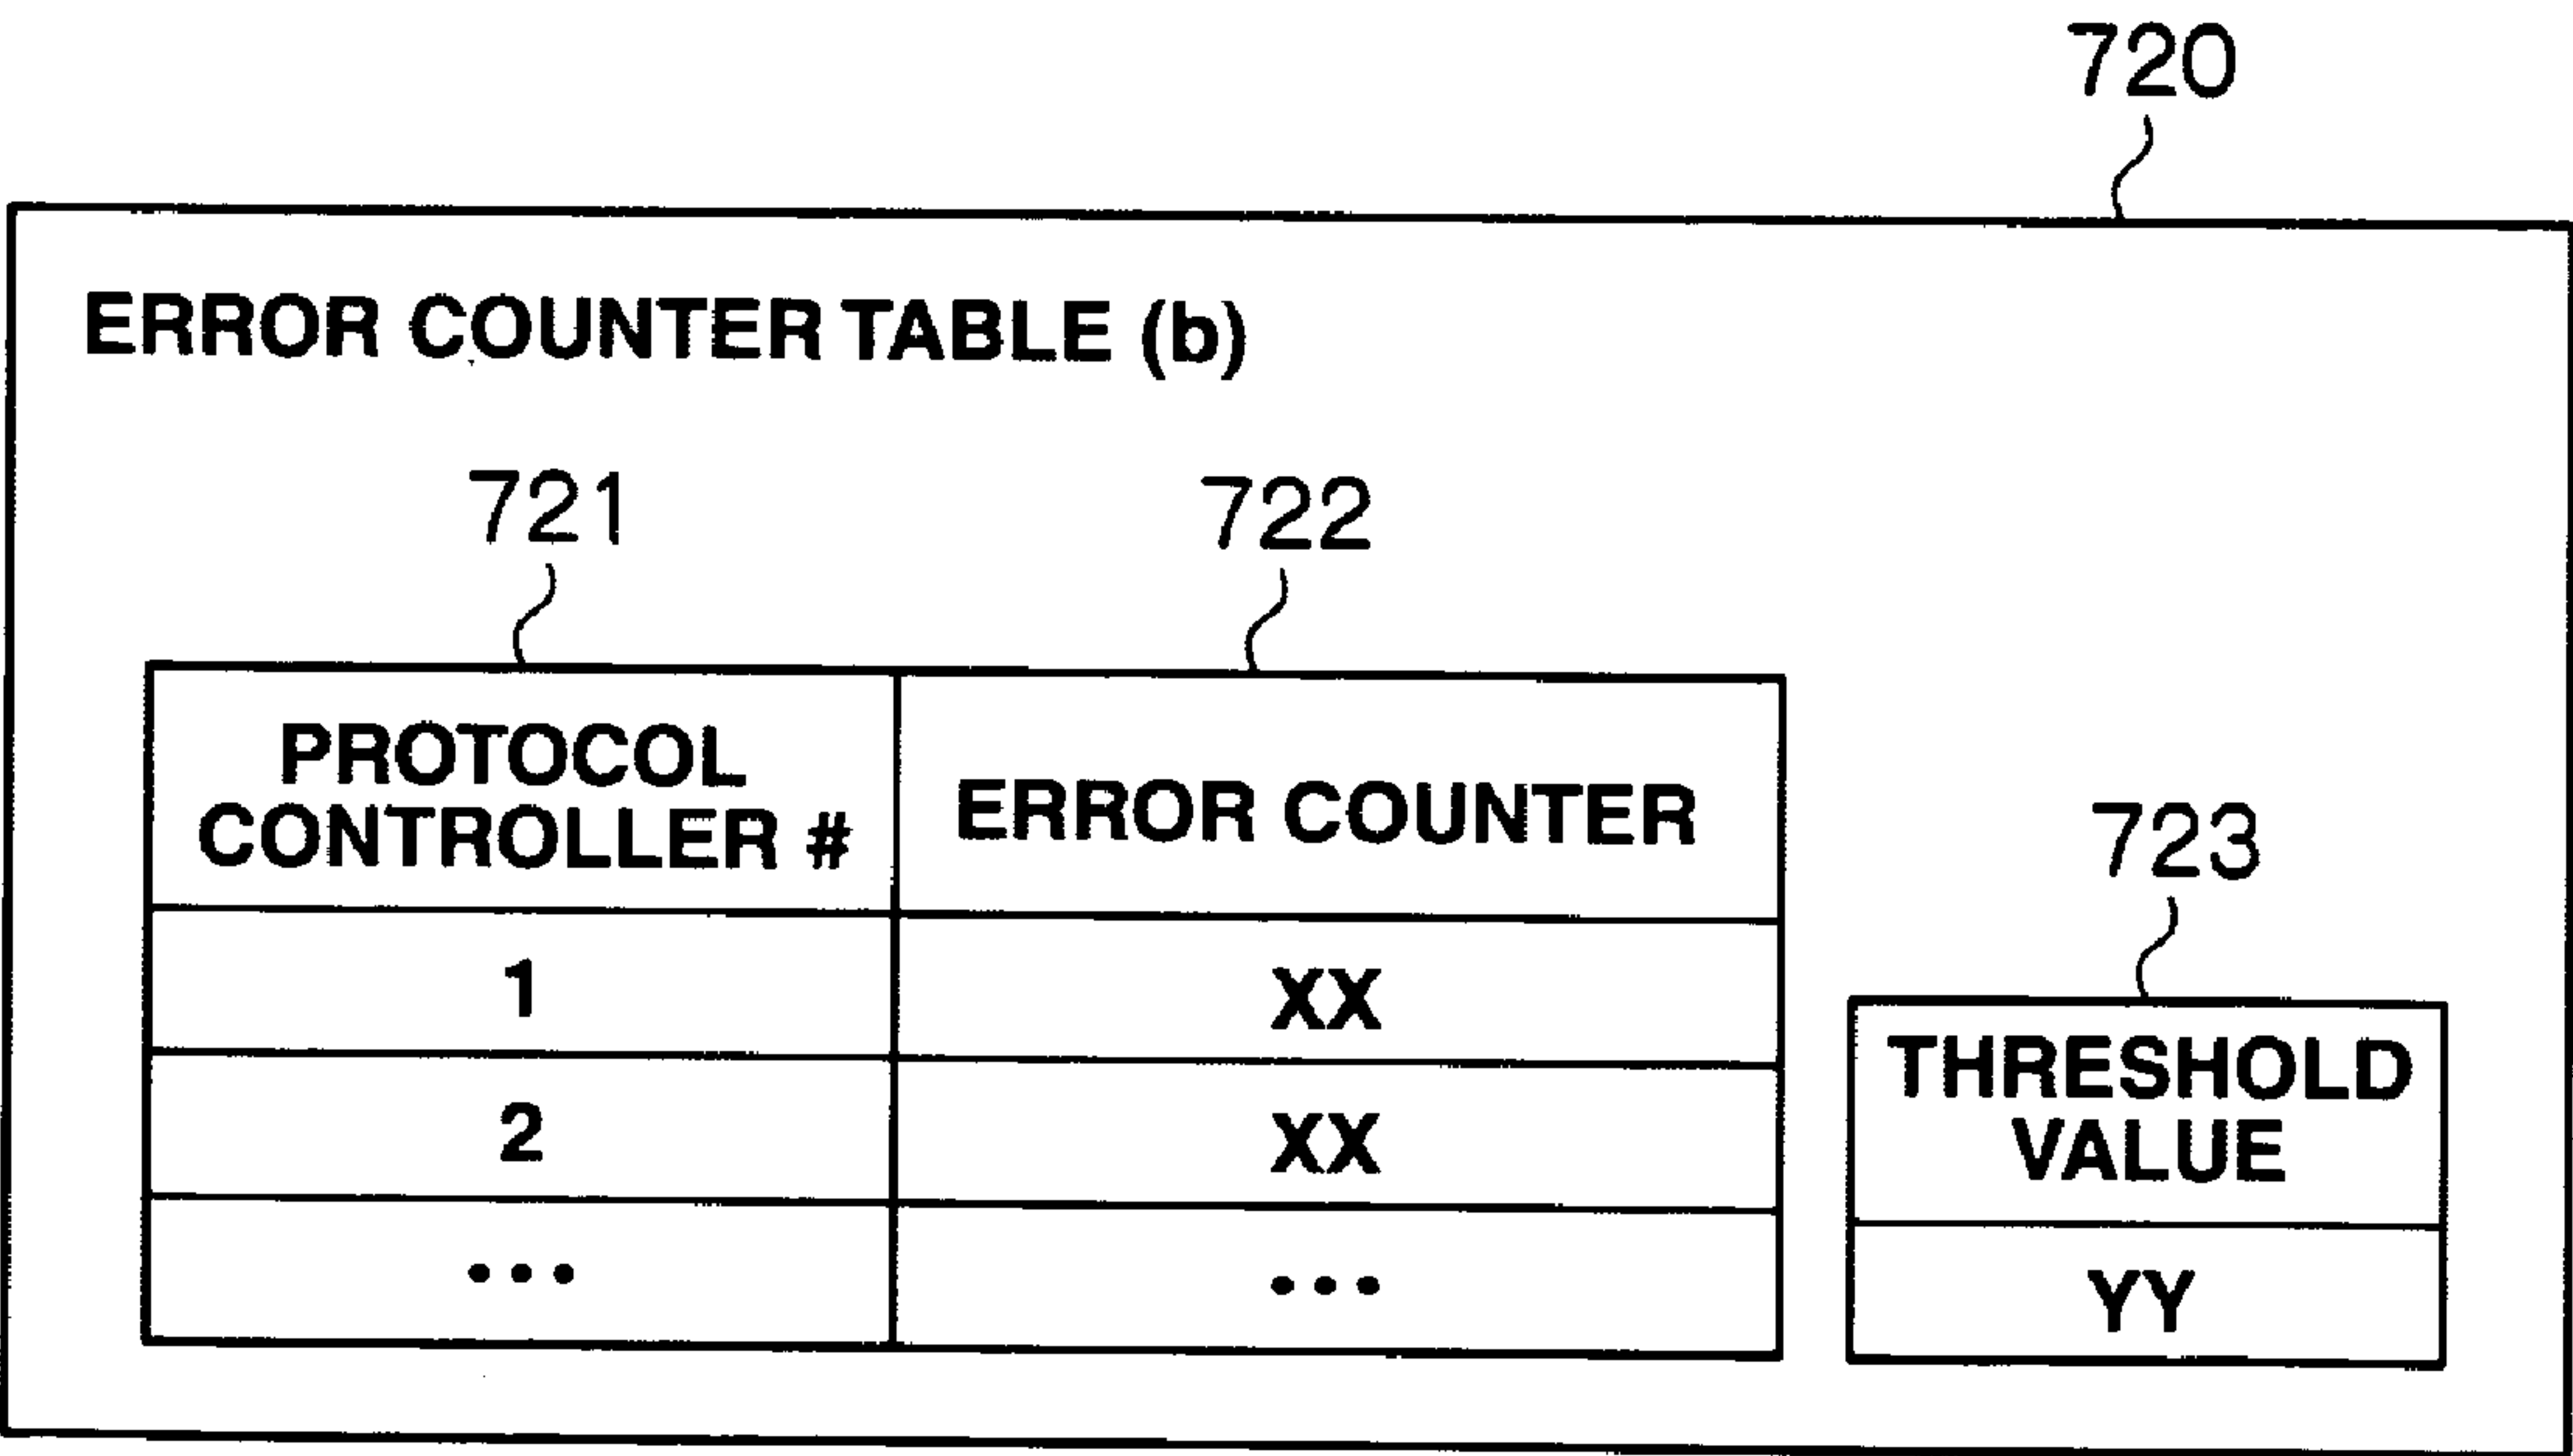 720
ERROR COUNTER TABLE (b)
721
722
PROTOCOL
CONTROLLER #
ERROR COUNTER
1
XX
2
XX
•••
•••
723
THRESHOLD
VALUE
YY